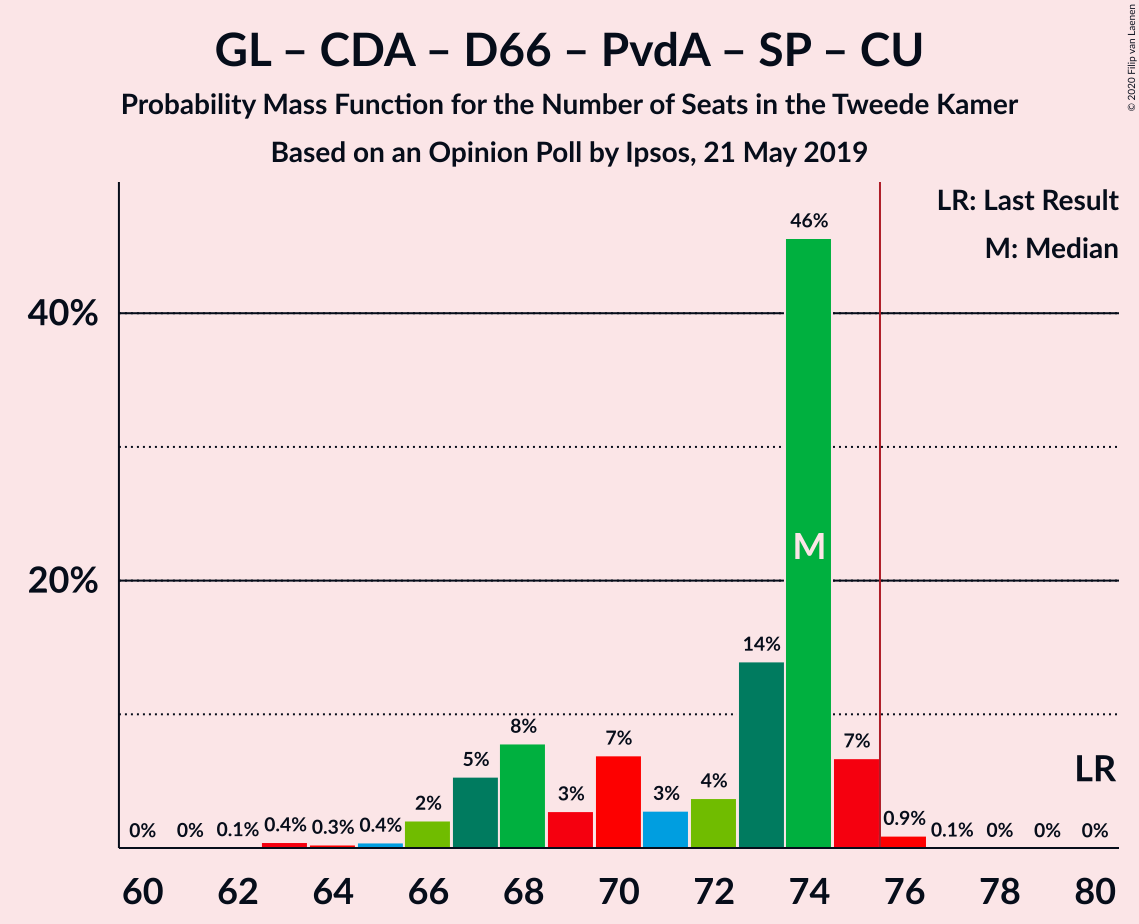 GL – CDA – D66 – PvdA – SP – CU
Probability Mass Function for the Number of Seats in the Tweede Kamer
Based on an Opinion Poll by Ipsos, 21 May 2019
© 2020 Filip van Laenen
LR: Last Result
M: Median
40%
20%
0% 0% 0.1% 0.4% 0.3% 0.4% 2% 5% 8% 3% 7% 3% 4% 14% 46% 7% 0.9% 0.1% 0% 0% 0%
M
LR
60 62 64 66 68 70 72 74 76 78 80